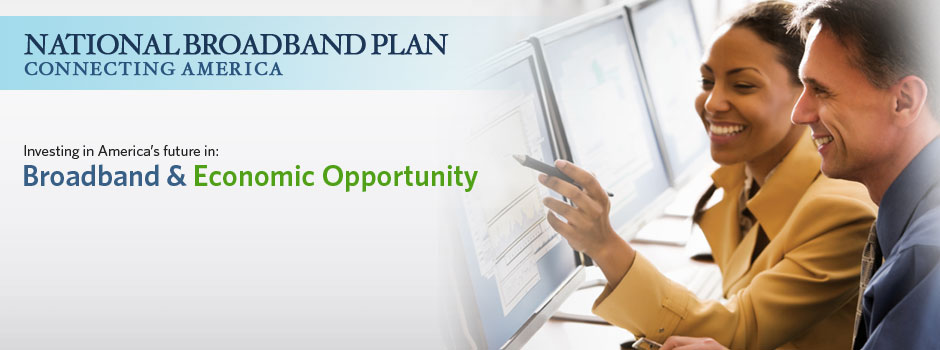 NATIONAL BROADBAND PLAN
CONNECTING AMERICA
Investing in America's future in:
Broadband & Economic Opportunity